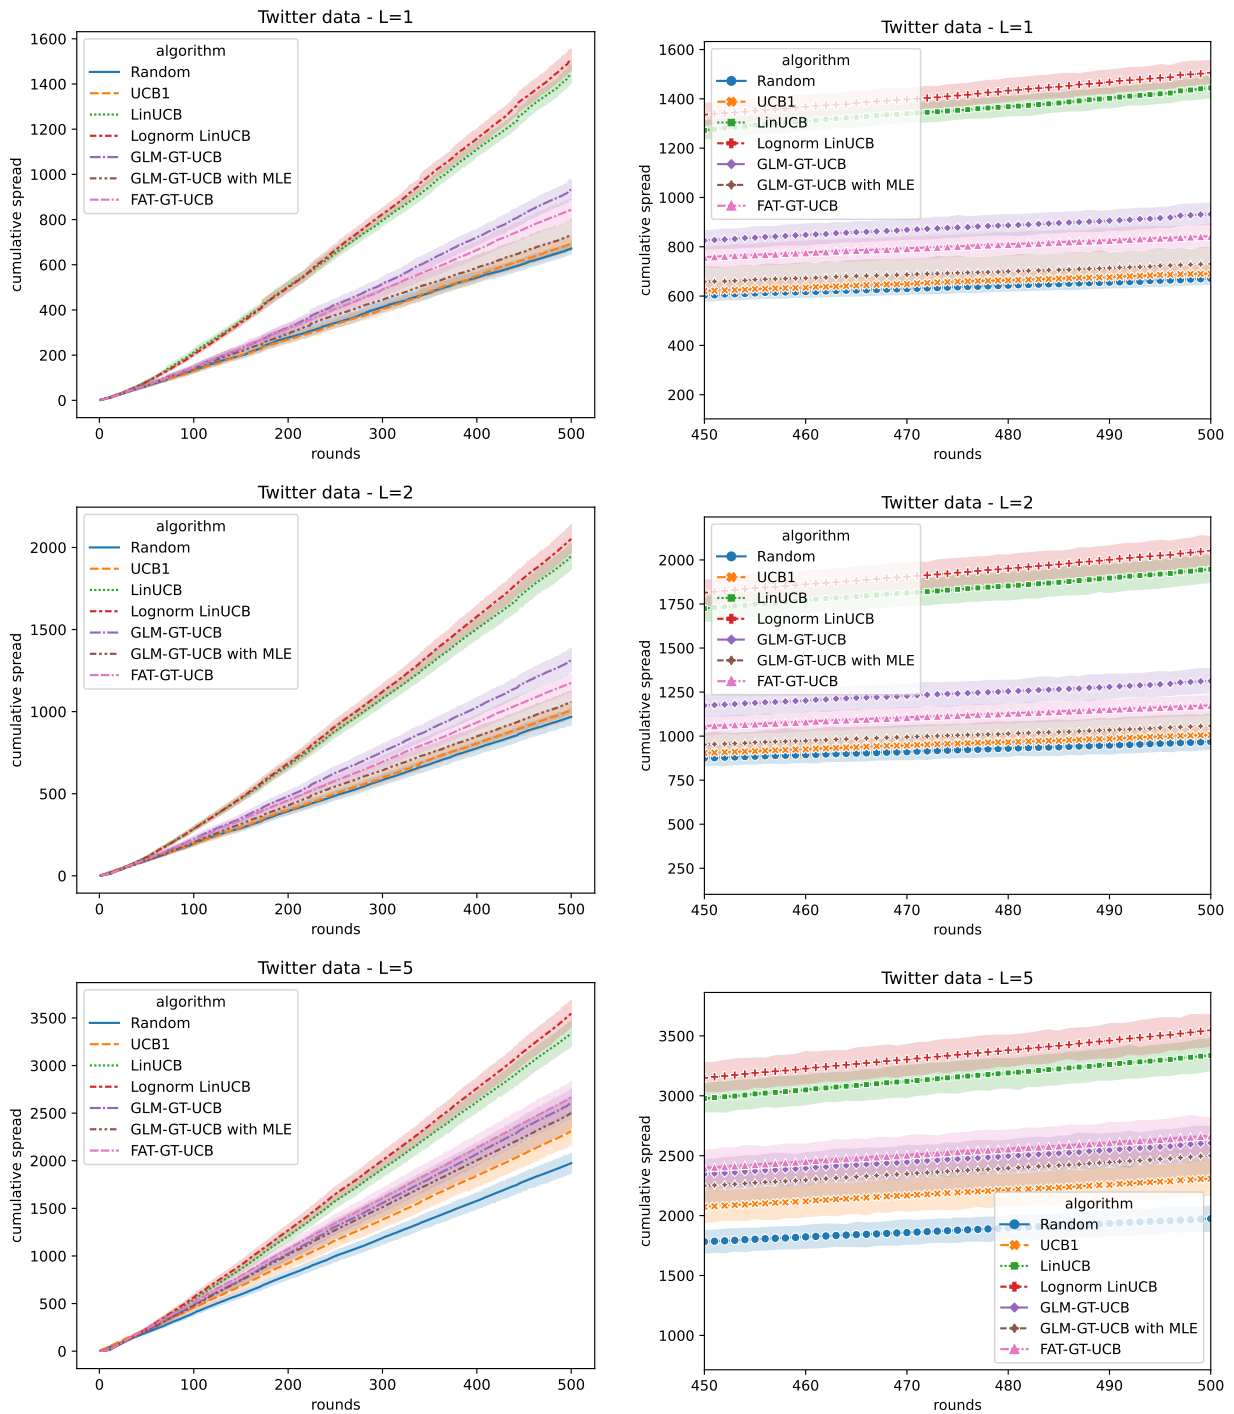 Twitter data - L=1
1600
1400
1200
1000
800
600
400
200
0
cumulative spread
algorithm
Random
UCB1
LinUCB
Lognorm LinUCB
GLM-GT-UCB
GLM-GT-UCB with MLE
FAT-GT-UCB
0 100 200 300 400 500
rounds
Twitter data - L=1
1600
1400
1200
1000
800
600
400
200
cumulative spread
algorithm
Random
UCB1
LinUCB
Lognorm LinUCB
GLM-GT-UCB
GLM-GT-UCB with MLE
FAT-GT-UCB
450 460 470 480 490 500
rounds
Twitter data - L=2
2000
1500
1000
500
0
cumulative spread
algorithm
Random
UCB1
LinUCB
Lognorm LinUCB
GLM-GT-UCB
GLM-GT-UCB with MLE
FAT-GT-UCB
0 100 200 300 400 500
rounds
Twitter data - L=2
2000
1750
1500
1250
1000
750
500
250
cumulative spread
algorithm
Random
UCB1
LinUCB
Lognorm LinUCB
GLM-GT-UCB
GLM-GT-UCB with MLE
FAT-GT-UCB
450 460 470 480 490 500
rounds
Twitter data - L=5
3500
3000
2500
2000
1500
1000
500
0
cumulative spread
algorithm
Random
UCB1
LinUCB
Lognorm LinUCB
GLM-GT-UCB
GLM-GT-UCB with MLE
FAT-GT-UCB
0 100 200 300 400 500
rounds
Twitter data - L=5
3500
3000
2500
2000
1500
1000
cumulative spread
algorithm
Random
UCB1
LinUCB
Lognorm LinUCB
GLM-GT-UCB
GLM-GT-UCB with MLE
FAT-GT-UCB
450 460 470 480 490 500
rounds